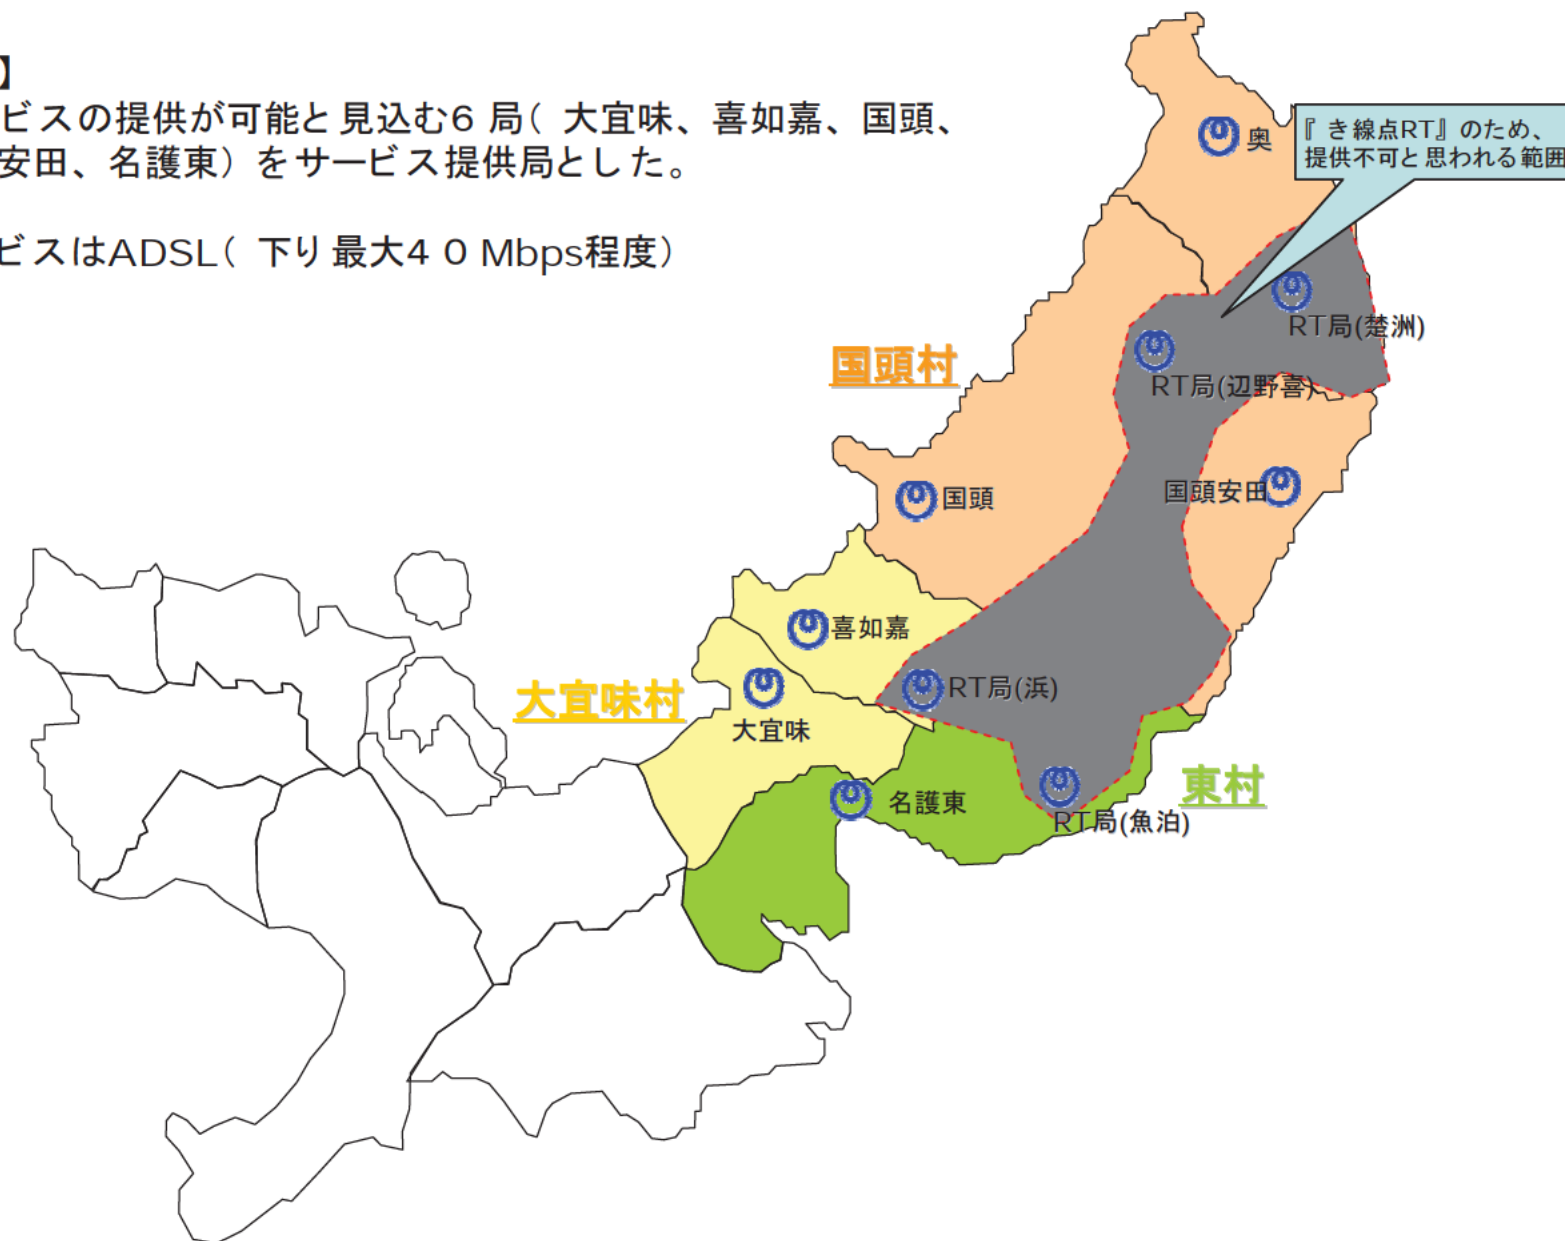 】
ビスの提供が可能と見込む6局(大宜味、喜如嘉、国頭、
安田、名護東)をサービス提供局とした。
ビスはADSL(下り最大40Mbps程度)
奥
『き線点RT』のため、
提供不可と思われる範囲
RT局(楚洲)
国頭村
RT局(辺野喜)
国頭安田
国頭
喜如嘉
大宜味村
RT局(浜)
大宜味
東村
名護東
RT局(魚泊)